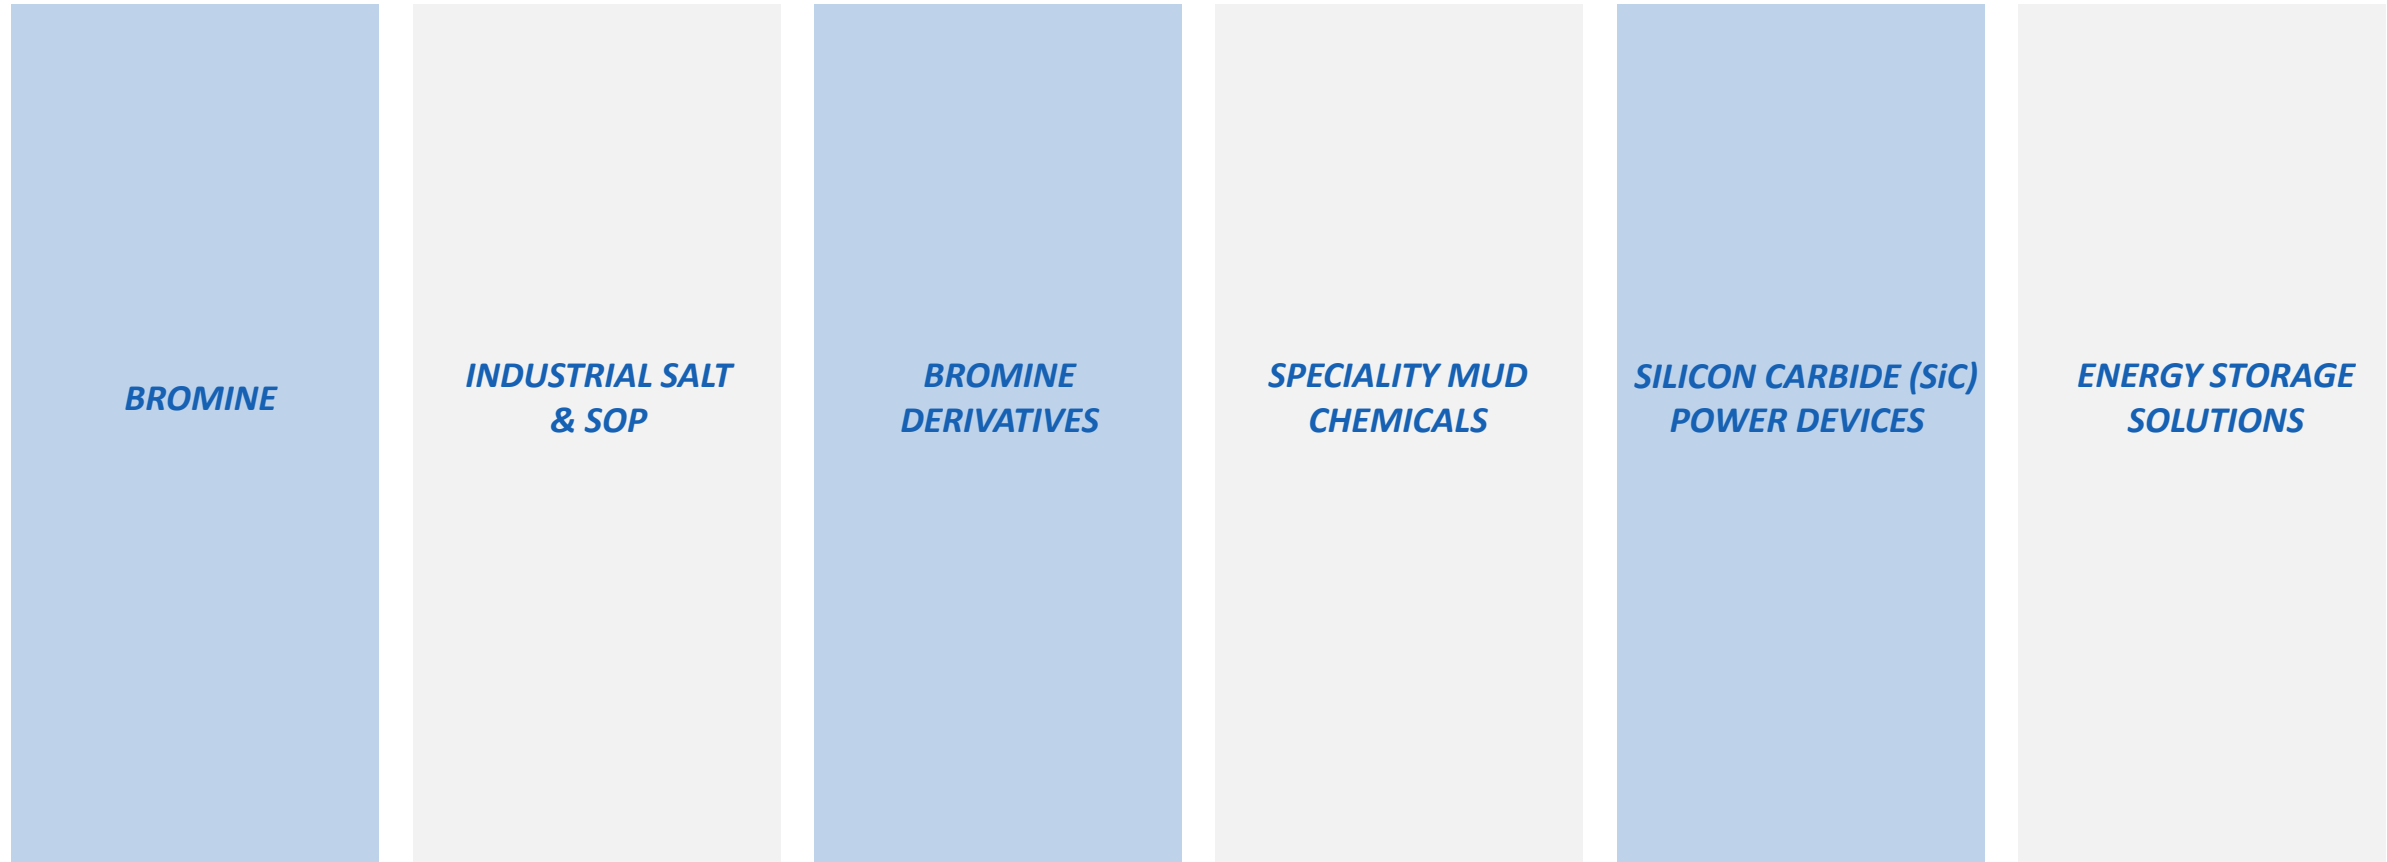 BROMINE
INDUSTRIAL SALT
& SOP
BROMINE
DERIVATIVES
SPECIALITY MUD
CHEMICALS
SILICON CARBIDE (SiC)
POWER DEVICES
ENERGY STORAGE
SOLUTIONS